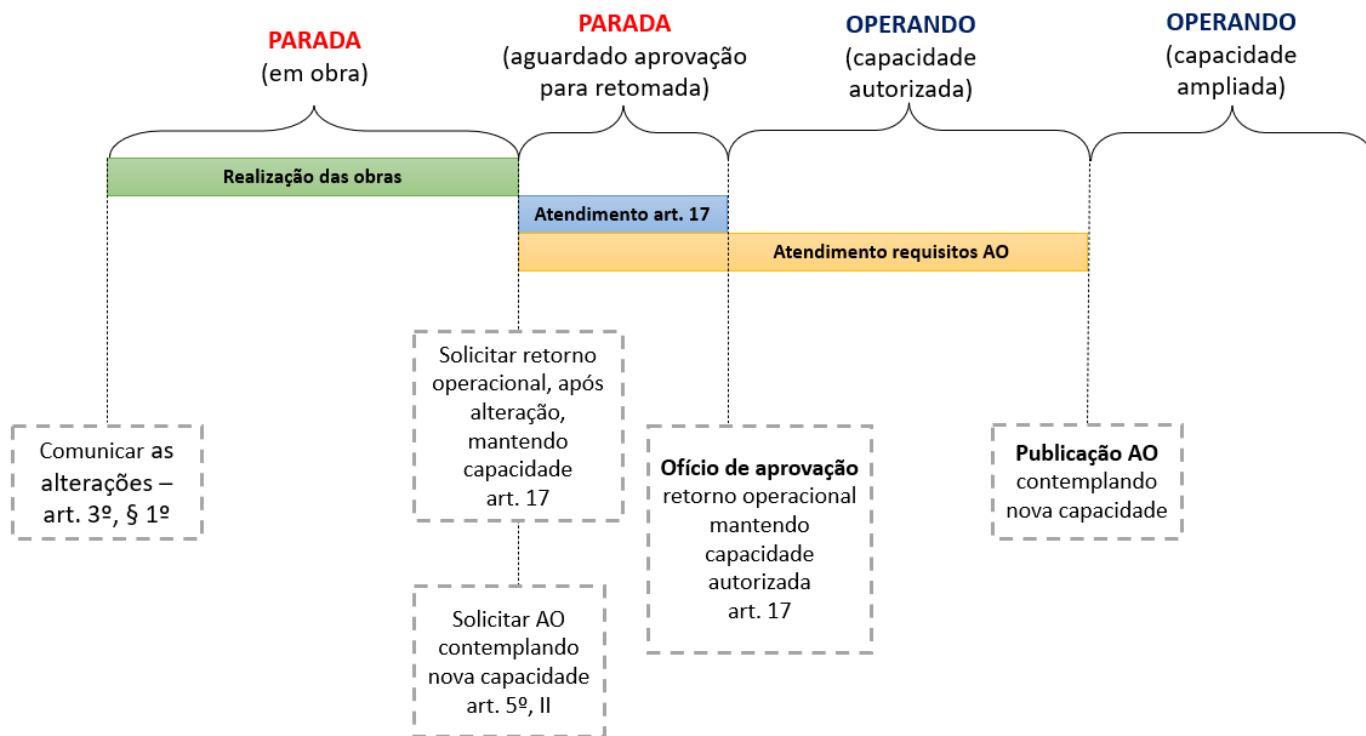 PARADA
(em obra)
PARADA
(aguardado aprovação
para retomada)
OPERANDO
(capacidade
autorizada)
OPERANDO
(capacidade
ampliada)
Realização das obras
Atendimento art. 17
Atendimento requisitos AO
Comunicar as
alterações –
art. 3º, § 1º
Solicitar retorno
operacional, após
alteração,
mantendo
capacidade
art. 17
Solicitar AO
contemplando
nova capacidade
art. 5º, II
Ofício de aprovação
retorno operacional
mantendo
capacidade
autorizada
art. 17
Publicação AO
contemplando
nova capacidade